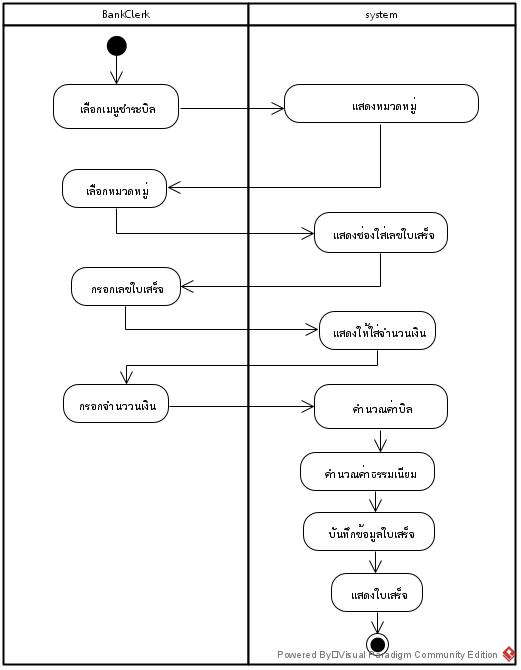 BankClerk
system
เลือกเมนูชำระบิล
แสดงหมวดหมู่
เลือกหมวดหมู่
แสดงช่องใส่เลขใบเสร็จ
กรอกเลขใบเสร็จ
แสดงให้ใส่จำนวนเงิน
กรอกจำนววนเงิน
คำนวณค่าบิล
คำนวณค่าธรรมเนียม
บันทึกข้อมูลใบเสร็จ
แสดงใบเสร็จ
Powered By Visual Paradigm Community Edition